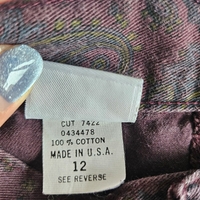 CUT 7422
0434478
100% COTTON
MADE IN U.S.A.
12
SEE REVERSE